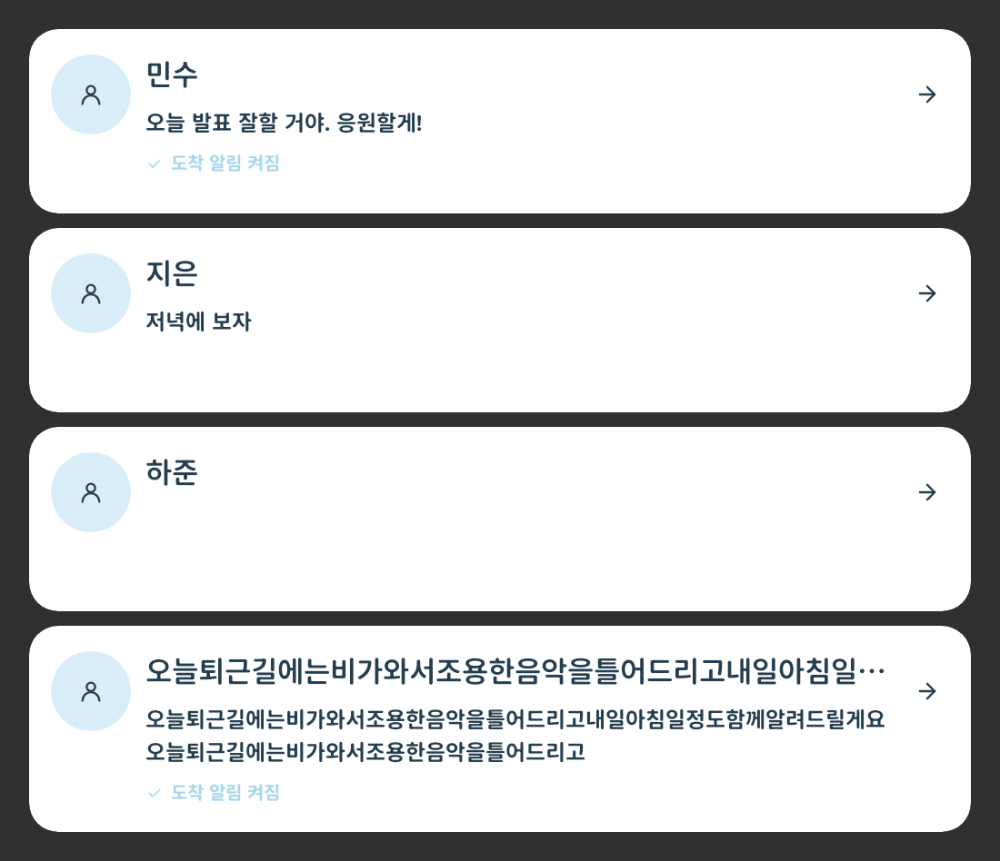 민수
오늘 발표 잘할 거야. 응원할게!
도착 알림 켜짐
지은
저녁에 보자
하준
오늘퇴근길에는비가와서조용한음악을틀어드리고내일아침일…
오늘퇴근길에는비가와서조용한음악을틀어드리고내일아침일정도함께알려드릴게요
오늘퇴근길에는비가와서조용한음악을틀어드리고
도착 알림 켜짐